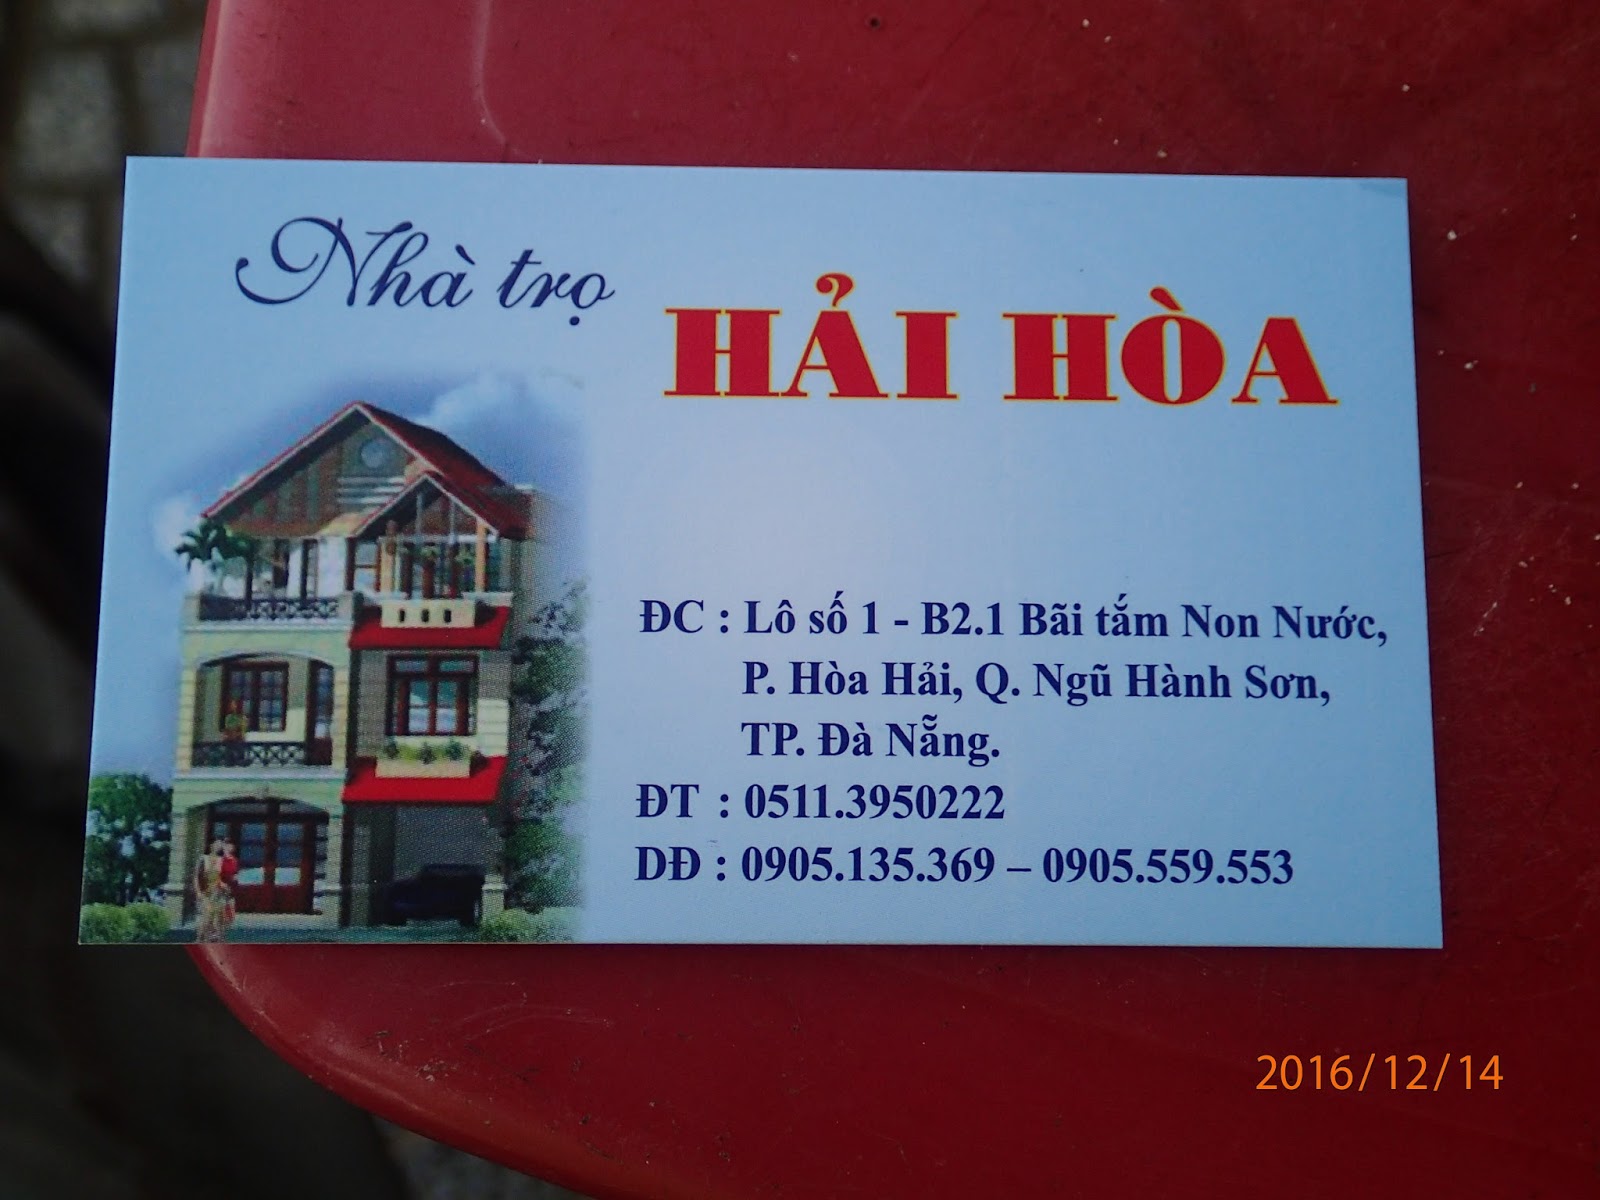 Nhà trọ
HẢI HÒA
ĐC : Lô số 1 - B2.1 Bãi tắm Non Nước,
P. Hòa Hải, Q. Ngũ Hành Sơn,
TP. Đà Nẵng.
ĐT : 0511.3950222
DĐ : 0905.135.369 – 0905.559.553
2016/12/14